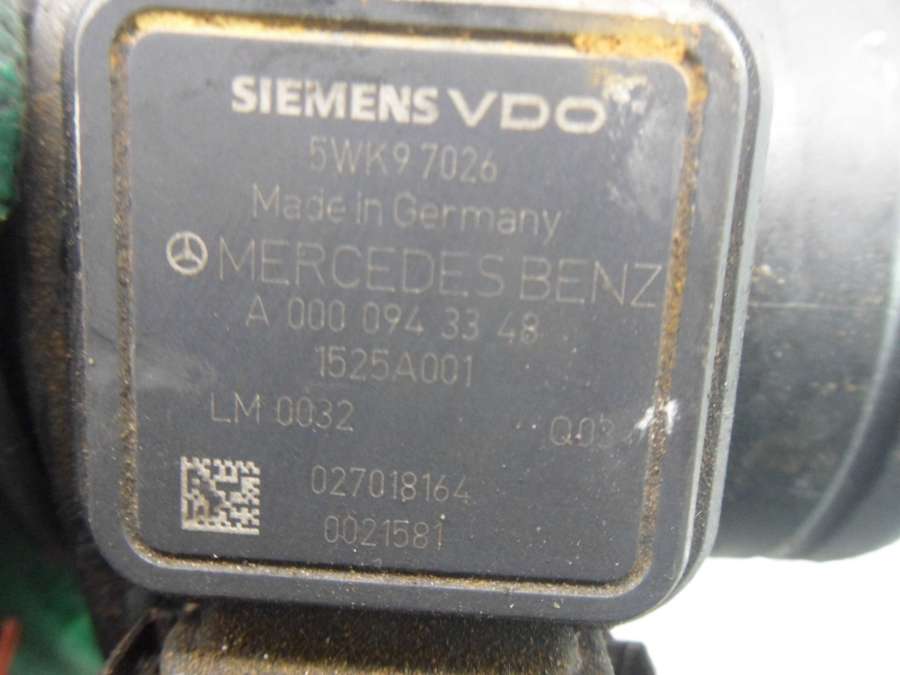 SIEMENS VDO
5WK9 7026
Made in Germany
MERCEDES BENZ
A 000 094 33 48
1525A001
LM 0032
027018164
0021581